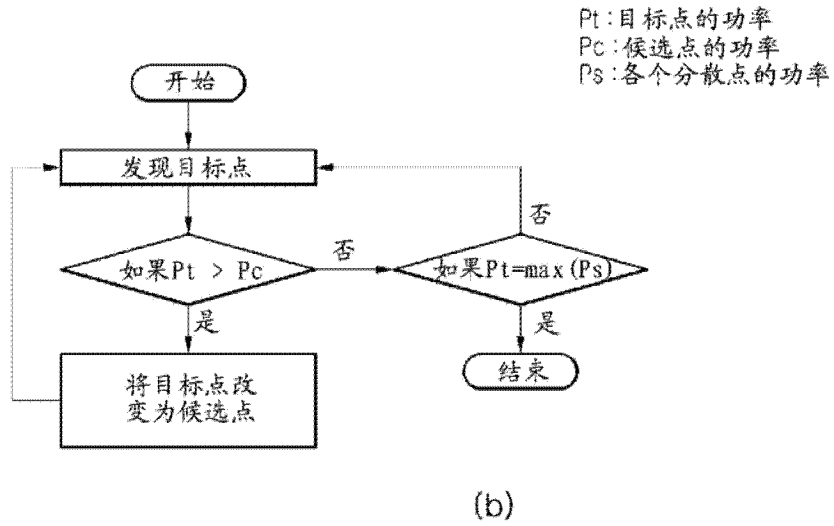 Pt:目标点的功率
Pc:候选点的功率
Ps:各个分散点的功率
开始
发现目标点
如果Pt > Pc
否
如果Pt=max(Ps)
否
是
是
将目标点改
变为候选点
结束
(b)